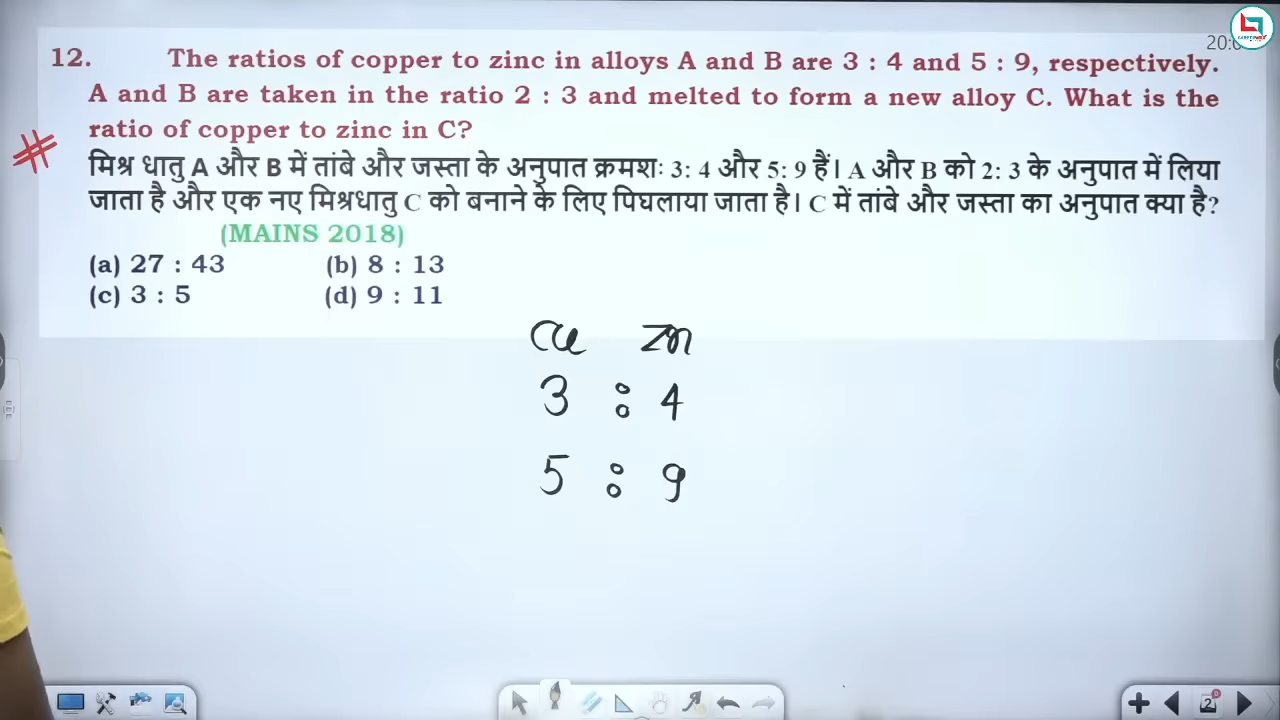 20:0
12. The ratios of copper to zinc in alloys A and B are 3 : 4 and 5 : 9, respectively.
A and B are taken in the ratio 2 : 3 and melted to form a new alloy C. What is the
ratio of copper to zinc in C?
मिश्र धातु A और B में तांबे और जस्ता के अनुपात क्रमशः 3: 4 और 5: 9 हैं। A और B को 2: 3 के अनुपात में लिया
जाता है और एक नए मिश्रधातु C को बनाने के लिए पिघलाया जाता है। C में तांबे और जस्ता का अनुपात क्या है?
(MAINS 2018)
(a) 27 : 43 (b) 8 : 13
(c) 3 : 5 (d) 9 : 11
Cu Zn
3 : 4
5 : 9
2